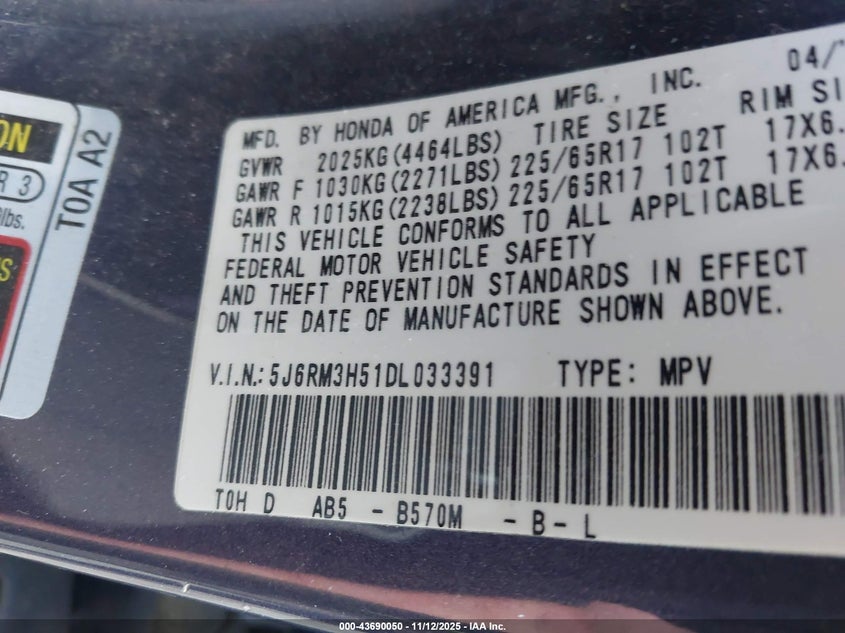 ON
R 3
lbs.
S
T0A A2
MFD. BY HONDA OF AMERICA MFG., INC. 04/
GVWR 2025KG(4464LBS) TIRE SIZE RIM SI
GAWR F 1030KG(2271LBS) 225/65R17 102T 17X6.
GAWR R 1015KG(2238LBS) 225/65R17 102T 17X6.
THIS VEHICLE CONFORMS TO ALL APPLICABLE
FEDERAL MOTOR VEHICLE SAFETY
AND THEFT PREVENTION STANDARDS IN EFFECT
ON THE DATE OF MANUFACTURE SHOWN ABOVE.
V.I.N.: 5J6RM3H51DL033391 TYPE: MPV
T0H D AB5 - B570M - B - L
000-43690050 - 11/12/2025 - IAA Inc.